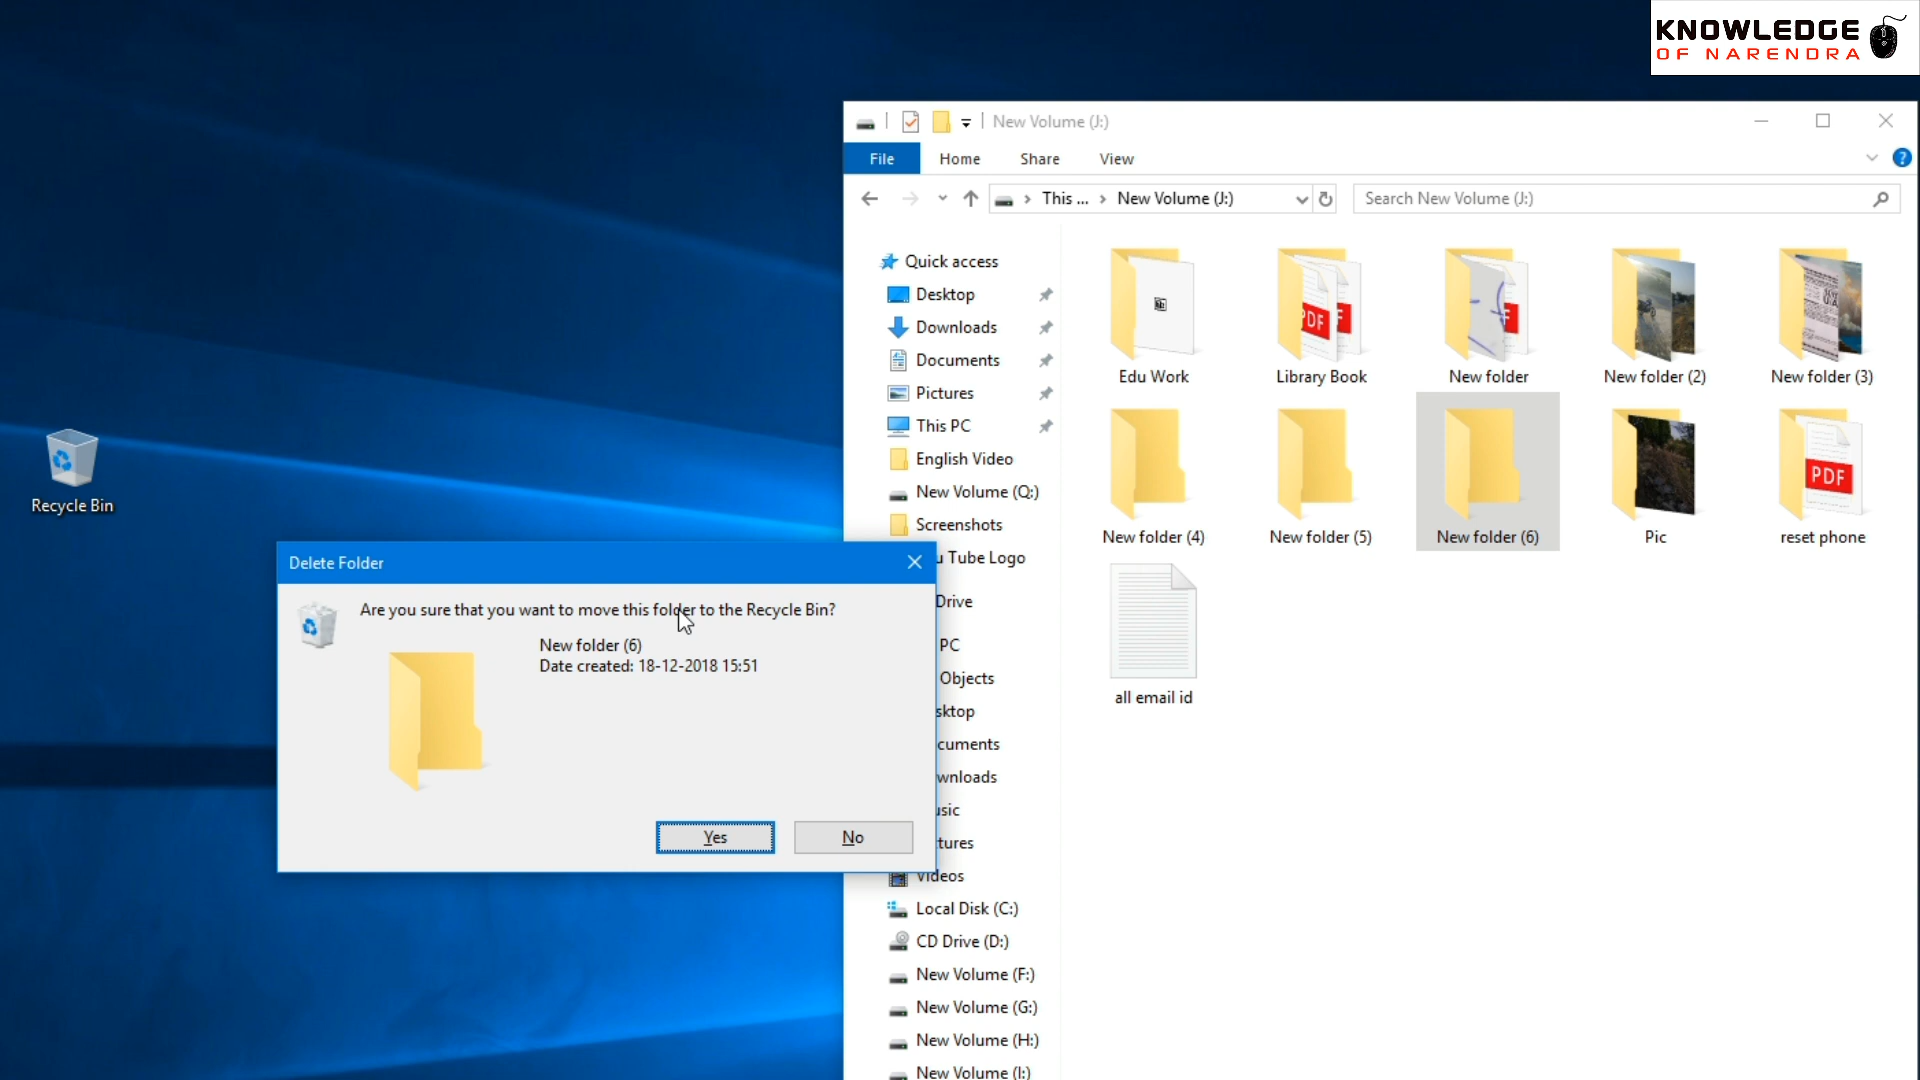 KNOWLEDGE
OF NARENDRA
New Volume (J:)
File Home Share View
This ... New Volume (J:) Search New Volume (J:)
Quick access
Desktop
Downloads
Documents
Pictures
This PC
English Video
New Volume (Q:)
Screenshots
u Tube Logo
Drive
PC
Objects
sktop
cuments
wnloads
usic
tures
Videos
Local Disk (C:)
CD Drive (D:)
New Volume (F:)
New Volume (G:)
New Volume (H:)
New Volume (I:)
Edu Work Library Book New folder New folder (2) New folder (3)
PDF
New folder (4) New folder (5) New folder (6) Pic reset phone
PDF
all email id
Recycle Bin
Delete Folder
Are you sure that you want to move this folder to the Recycle Bin?
New folder (6)
Date created: 18-12-2018 15:51
Yes No